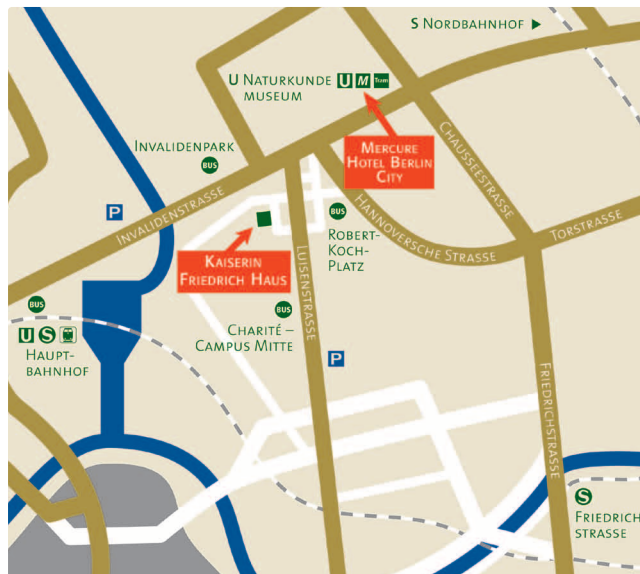 S NORDBAHNHOF
U NATURKUNDE
MUSEUM
U M Tram
MERCURE
HOTEL BERLIN
CITY
INVALIDENPARK
BUS
CHAUSSEESTRASSE
P
INVALIDENSTRASSE
BUS
ROBERT-
KOCH-
PLATZ
HANNOVERSCHE STRASSE
TORSTRASSE
KAISERIN
FRIEDRICH HAUS
LUISENSTRASSE
BUS
CHARITÉ –
CAMPUS MITTE
BUS
U S
HAUPT-
BAHNHOF
P
FRIEDRICHSTRASSE
S
FRIEDRICH
STRASSE